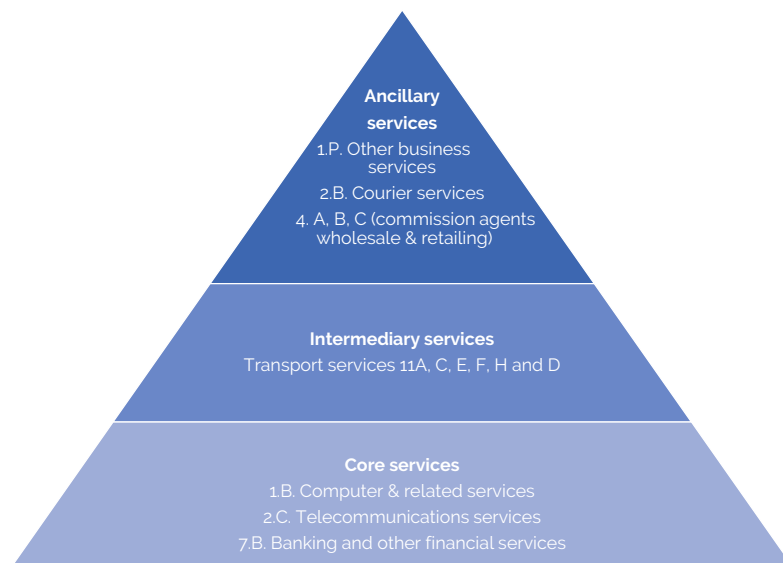 Ancillary
services
1.P. Other business
services
2.B. Courier services
4. A, B, C (commission agents
wholesale & retailing)
Intermediary services
Transport services 11A, C, E, F, H and D
Core services
1.B. Computer & related services
2.C. Telecommunications services
7.B. Banking and other financial services